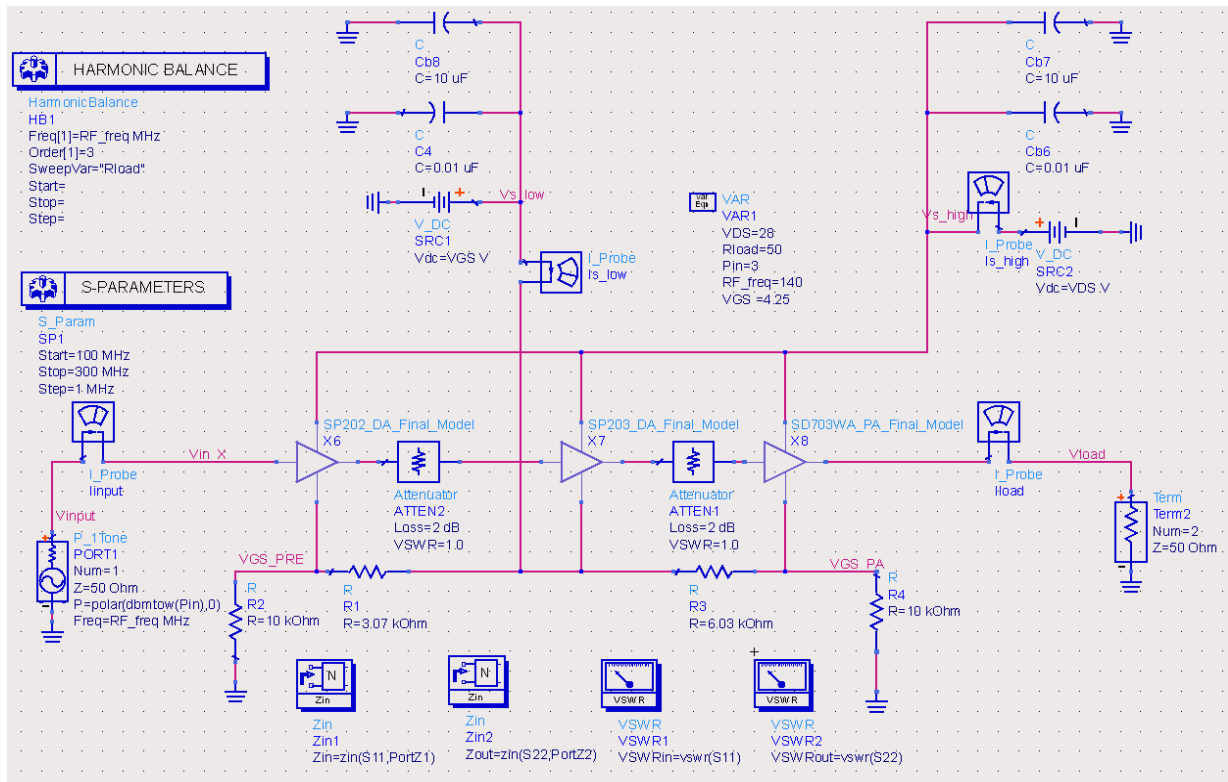 HARMONIC BALANCE
HarmonicBalance
HB1
Freq[1]=RF_freq MHz
Order[1]=3
SweepVar="Rload"
Start=
Stop=
Step=
S-PARAMETERS
S_Param
SP1
Start=100 MHz
Stop=300 MHz
Step=1 MHz
C
Cb8
C=10 uF
C
C4
C=0.01 uF
Vs_low
V_DC
SRC1
Vdc=VGS V
I_Probe
Is_low
Var
Eqn
VAR
VAR1
VDS=28
Rload=50
Pin=3
RF_freq=140
VGS =4.25
C
Cb7
C=10 uF
C
Cb6
C=0.01 uF
Vs_high
I_Probe
Is_high
V_DC
SRC2
Vdc=VDS V
I_Probe
Iinput
Vin_X
SP202_DA_Final_Model
X6
Attenuator
ATTEN2
Loss=2 dB
VSWR=1.0
SP203_DA_Final_Model
X7
Attenuator
ATTEN1
Loss=2 dB
VSWR=1.0
SD703WA_PA_Final_Model
X8
I_Probe
Iload
Vload
Term
Term2
Num=2
Z=50 Ohm
Vinput
P_1Tone
PORT1
Num=1
Z=50 Ohm
P=polar(dbmtow(Pin),0)
Freq=RF_freq MHz
VGS_PRE
R
R2
R=10 kOhm
R
R1
R=3.07 kOhm
R
R3
R=6.03 kOhm
VGS_PA
R
R4
R=10 kOhm
N
Zin
Zin
Zin1
Zin=zin(S11,PortZ1)
N
Zin
Zin
Zin2
Zout=zin(S22,PortZ2)
VSWR
VSWR
VSWR1
VSWRin=vswr(S11)
VSWR
VSWR
VSWR2
VSWRout=vswr(S22)